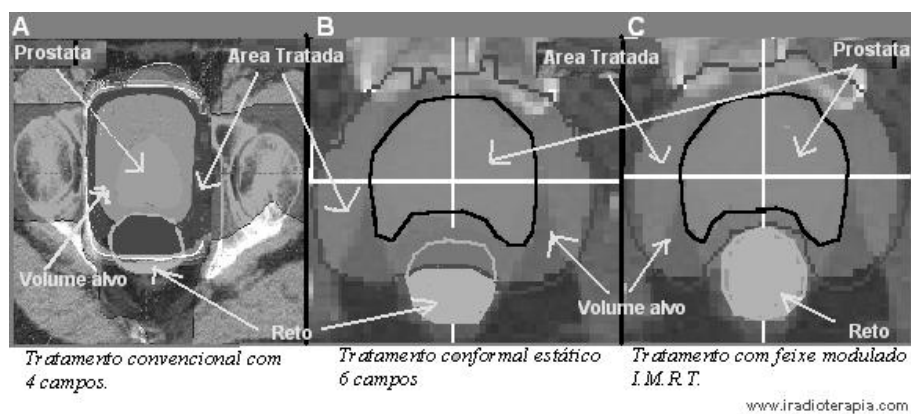 A
B
C
Prostata
Area Tratada
Area Tratada
Prostata
Volume alvo
Volume alvo
Reto
Reto
Tratamento convencional com
4 campos.
Tratamento conformal estático
6 campos
Tratamento com feixe modulado
I.M.R.T.
www.iradioterapia.com